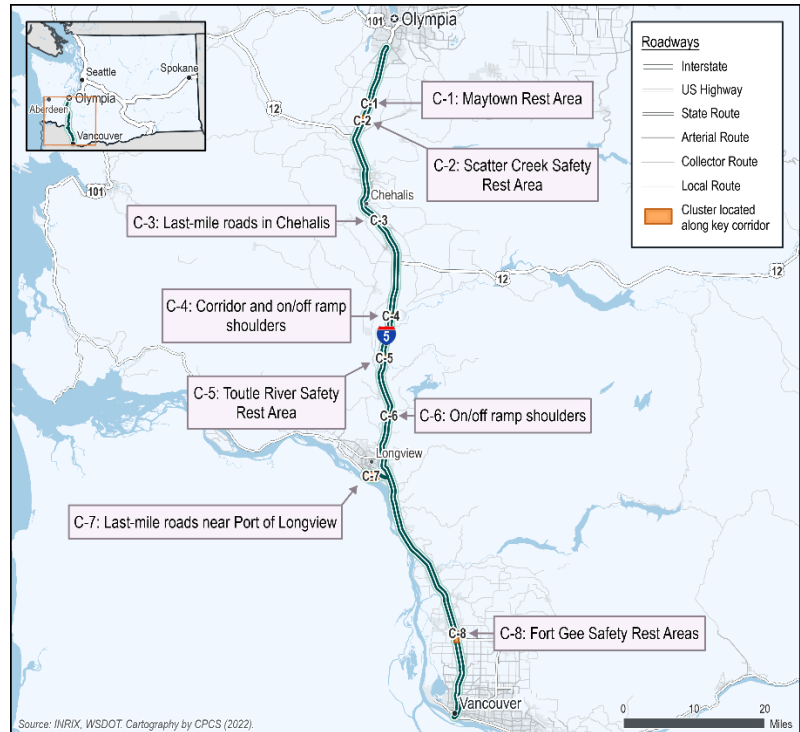 101
Olympia
Seattle
Spokane
Aberdeen
Olympia
Vancouver
Roadways
Interstate
US Highway
State Route
Arterial Route
Collector Route
Local Route
Cluster located
along key corridor
C-1
C-1: Maytown Rest Area
12
C-2
C-2: Scatter Creek Safety
Rest Area
101
Chehalis
C-3: Last-mile roads in Chehalis
C-3
12
12
C-4: Corridor and on/off ramp
shoulders
C-4
5
C-5
C-5: Toutle River Safety
Rest Area
C-6
C-6: On/off ramp shoulders
Longview
C-7
C-7: Last-mile roads near Port of Longview
C-8
C-8: Fort Gee Safety Rest Areas
Vancouver
0 20
Miles
Source: INRIX, WSDOT. Cartography by CPCS (2022).